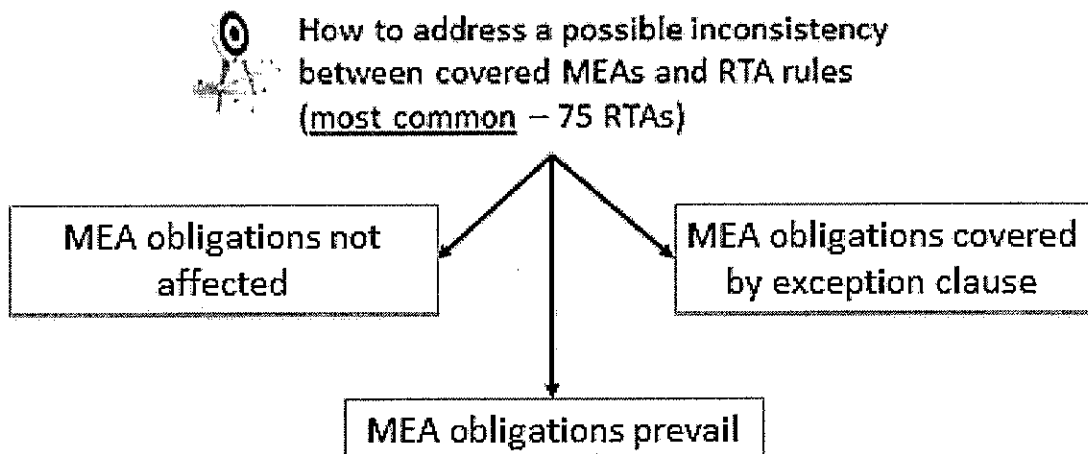 How to address a possible inconsistency
between covered MEAs and RTA rules
(most common – 75 RTAs)
MEA obligations not
affected
MEA obligations covered
by exception clause
MEA obligations prevail